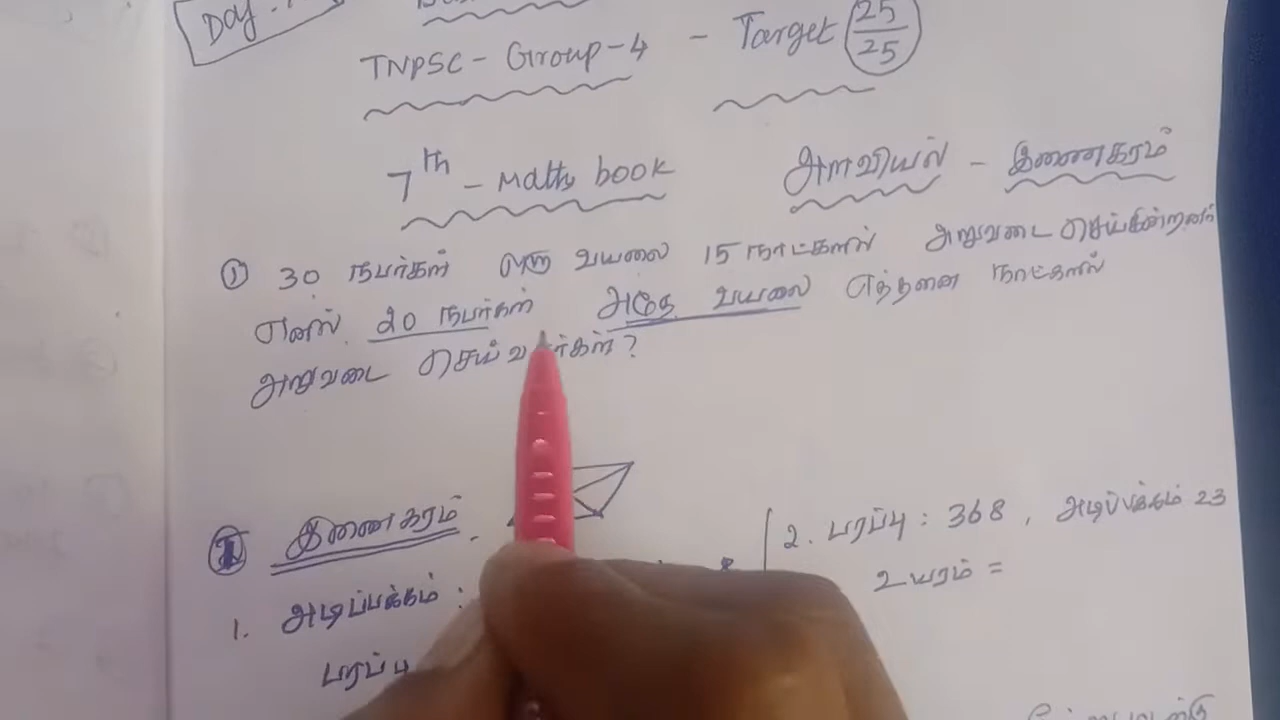 Day.
TNPSC - Group-4 - Target 25/25
7th - Maths book அளவியல் - இணைகரம்
① 30 நபர்கள் ஒரு வயலை 15 நாட்களில் அறுவடை செய்கின்றனர்
எனில் 20 நபர்கள் அதே வயலை எத்தனை நாட்களில்
அறுவடை செய்வார்கள்?
இணைகரம்
1. அடிப்பக்கம் :
பரப்பு
2. பரப்பு : 368 , அடிப்பக்கம் 23
உயரம் =